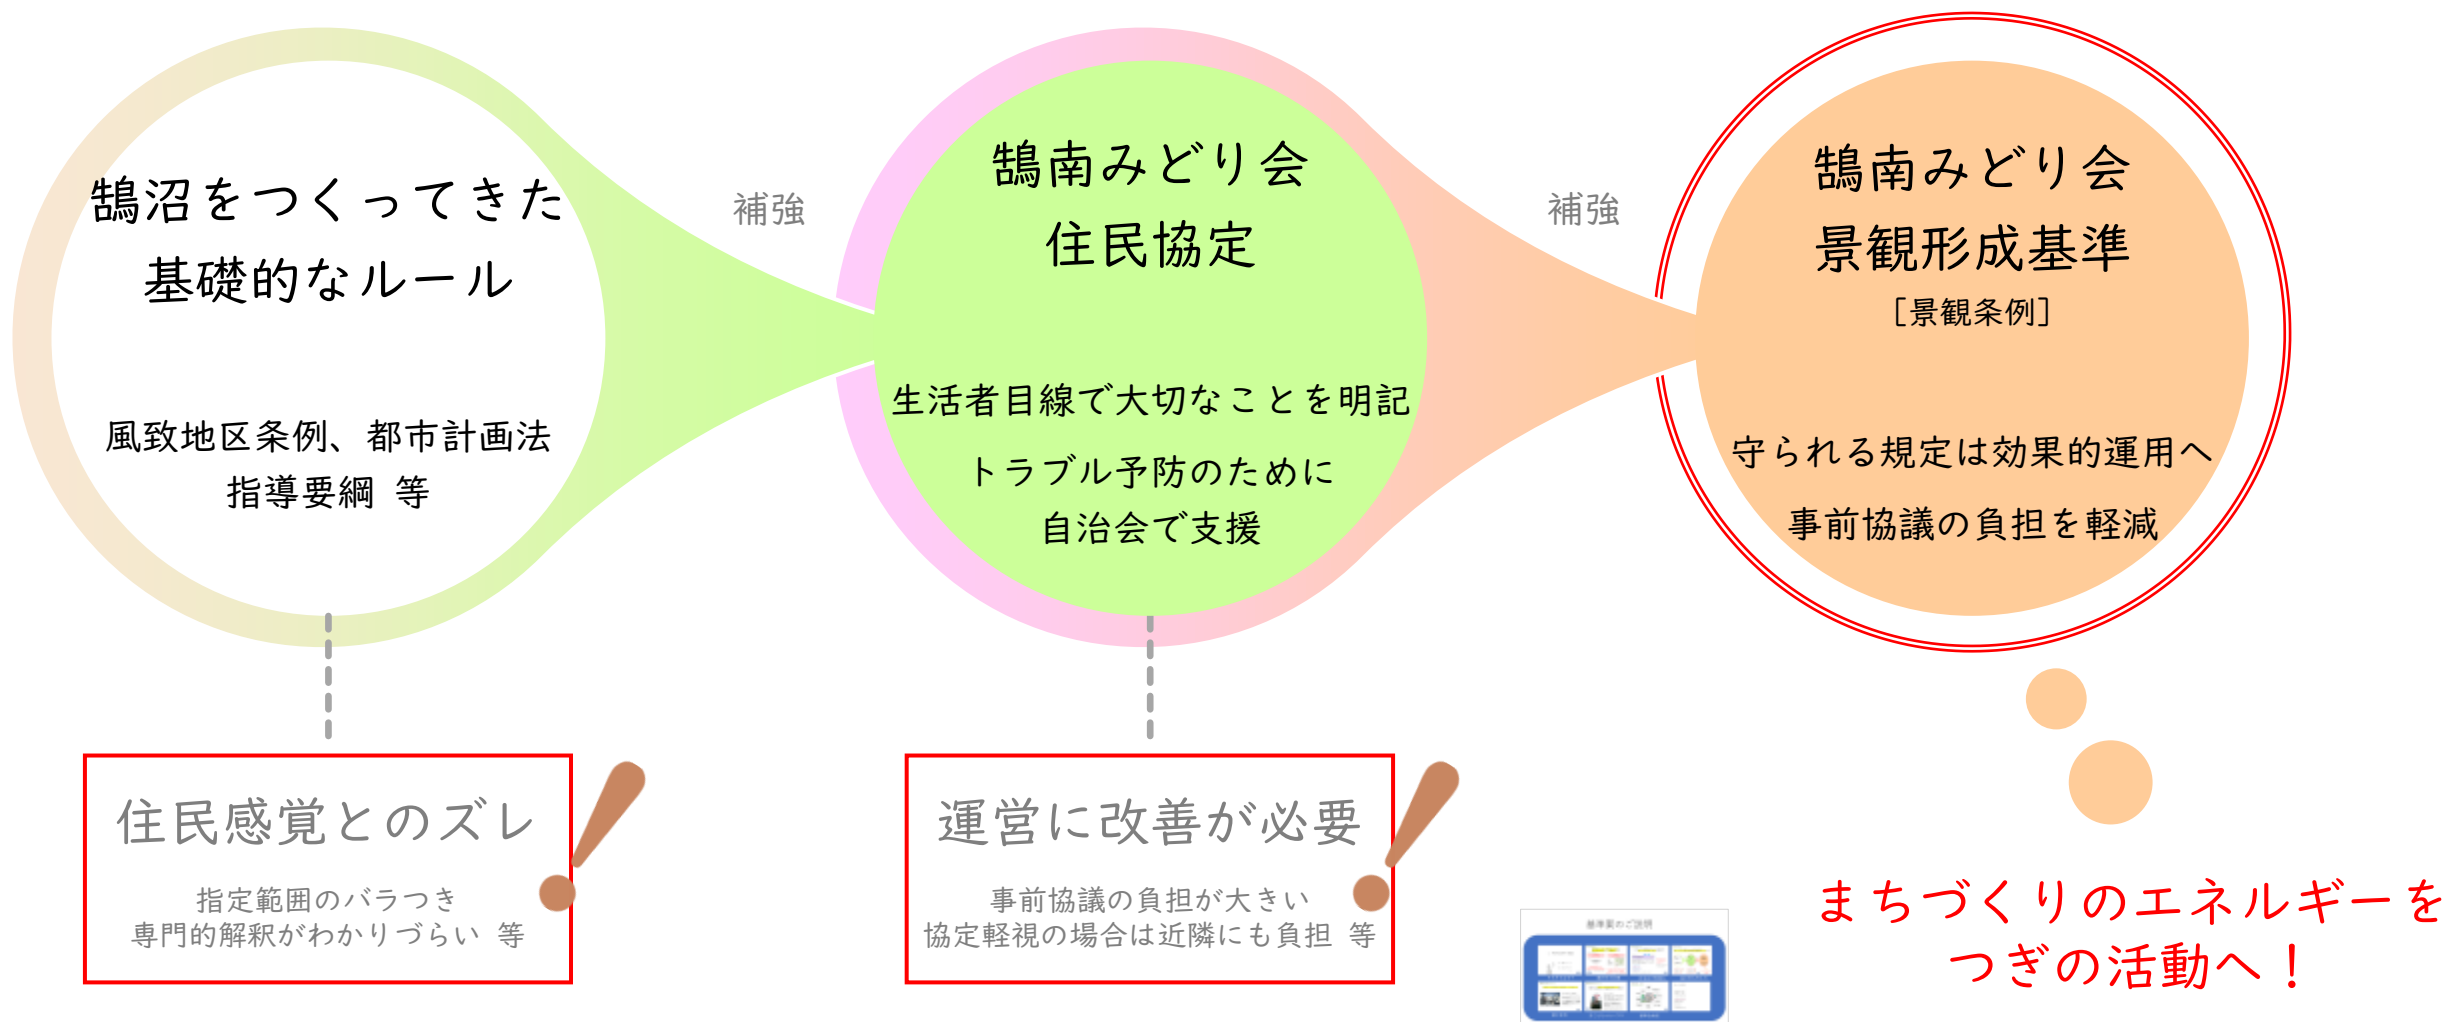 鵠沼をつくってきた
基礎的なルール
風致地区条例、都市計画法
指導要綱 等
住民感覚とのズレ
指定範囲のバラつき
専門的解釈がわかりづらい 等
補強
鵠南みどり会
住民協定
生活者目線で大切なことを明記
トラブル予防のために
自治会で支援
運営に改善が必要
事前協議の負担が大きい
協定軽視の場合は近隣にも負担 等
補強
鵠南みどり会
景観形成基準
［景観条例］
守られる規定は効果的運用へ
事前協議の負担を軽減
基準案のご説明
まちづくりのエネルギーを
つぎの活動へ！